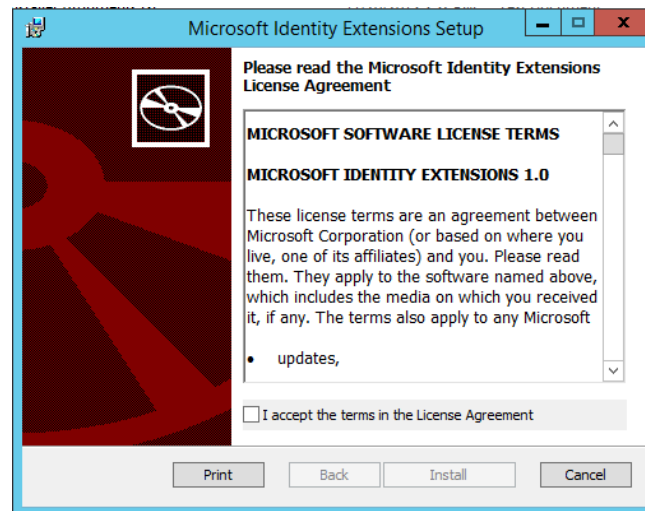 Microsoft Identity Extensions Setup
Please read the Microsoft Identity Extensions
License Agreement
MICROSOFT SOFTWARE LICENSE TERMS
MICROSOFT IDENTITY EXTENSIONS 1.0
These license terms are an agreement between
Microsoft Corporation (or based on where you
live, one of its affiliates) and you. Please read
them. They apply to the software named above,
which includes the media on which you received
it, if any. The terms also apply to any Microsoft
• updates,
I accept the terms in the License Agreement
Print Back Install Cancel